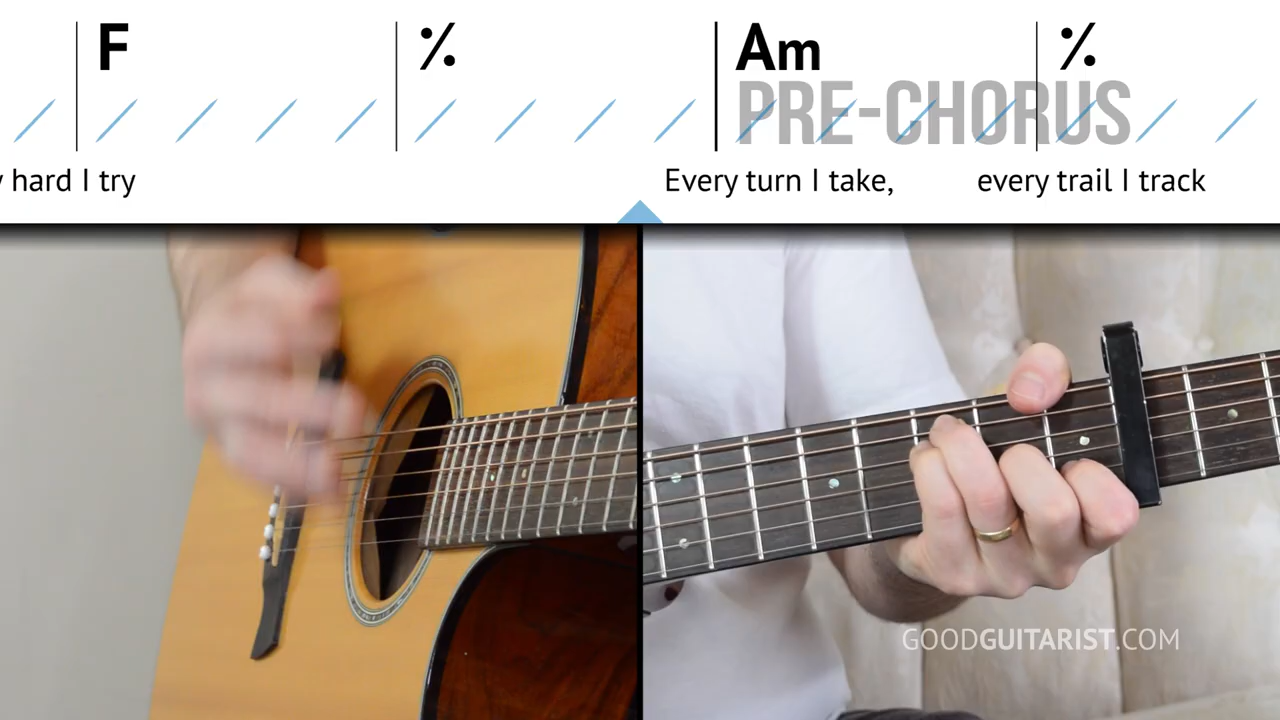 F % Am %
PRE-CHORUS
hard I try Every turn I take, every trail I track
GOODGUITARIST.COM